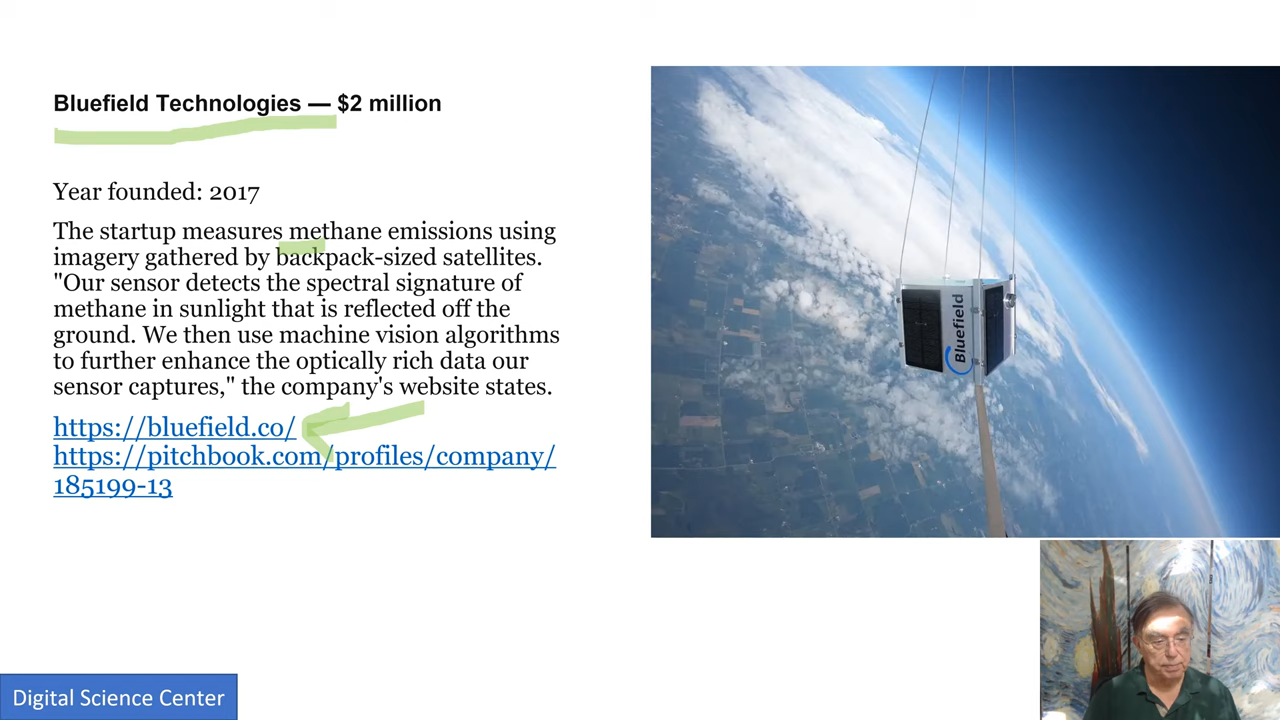 Bluefield Technologies — $2 million
Year founded: 2017
The startup measures methane emissions using
imagery gathered by backpack-sized satellites.
"Our sensor detects the spectral signature of
methane in sunlight that is reflected off the
ground. We then use machine vision algorithms
to further enhance the optically rich data our
sensor captures," the company's website states.
https://bluefield.co/
https://pitchbook.com/profiles/company/
185199-13
Bluefield
Digital Science Center